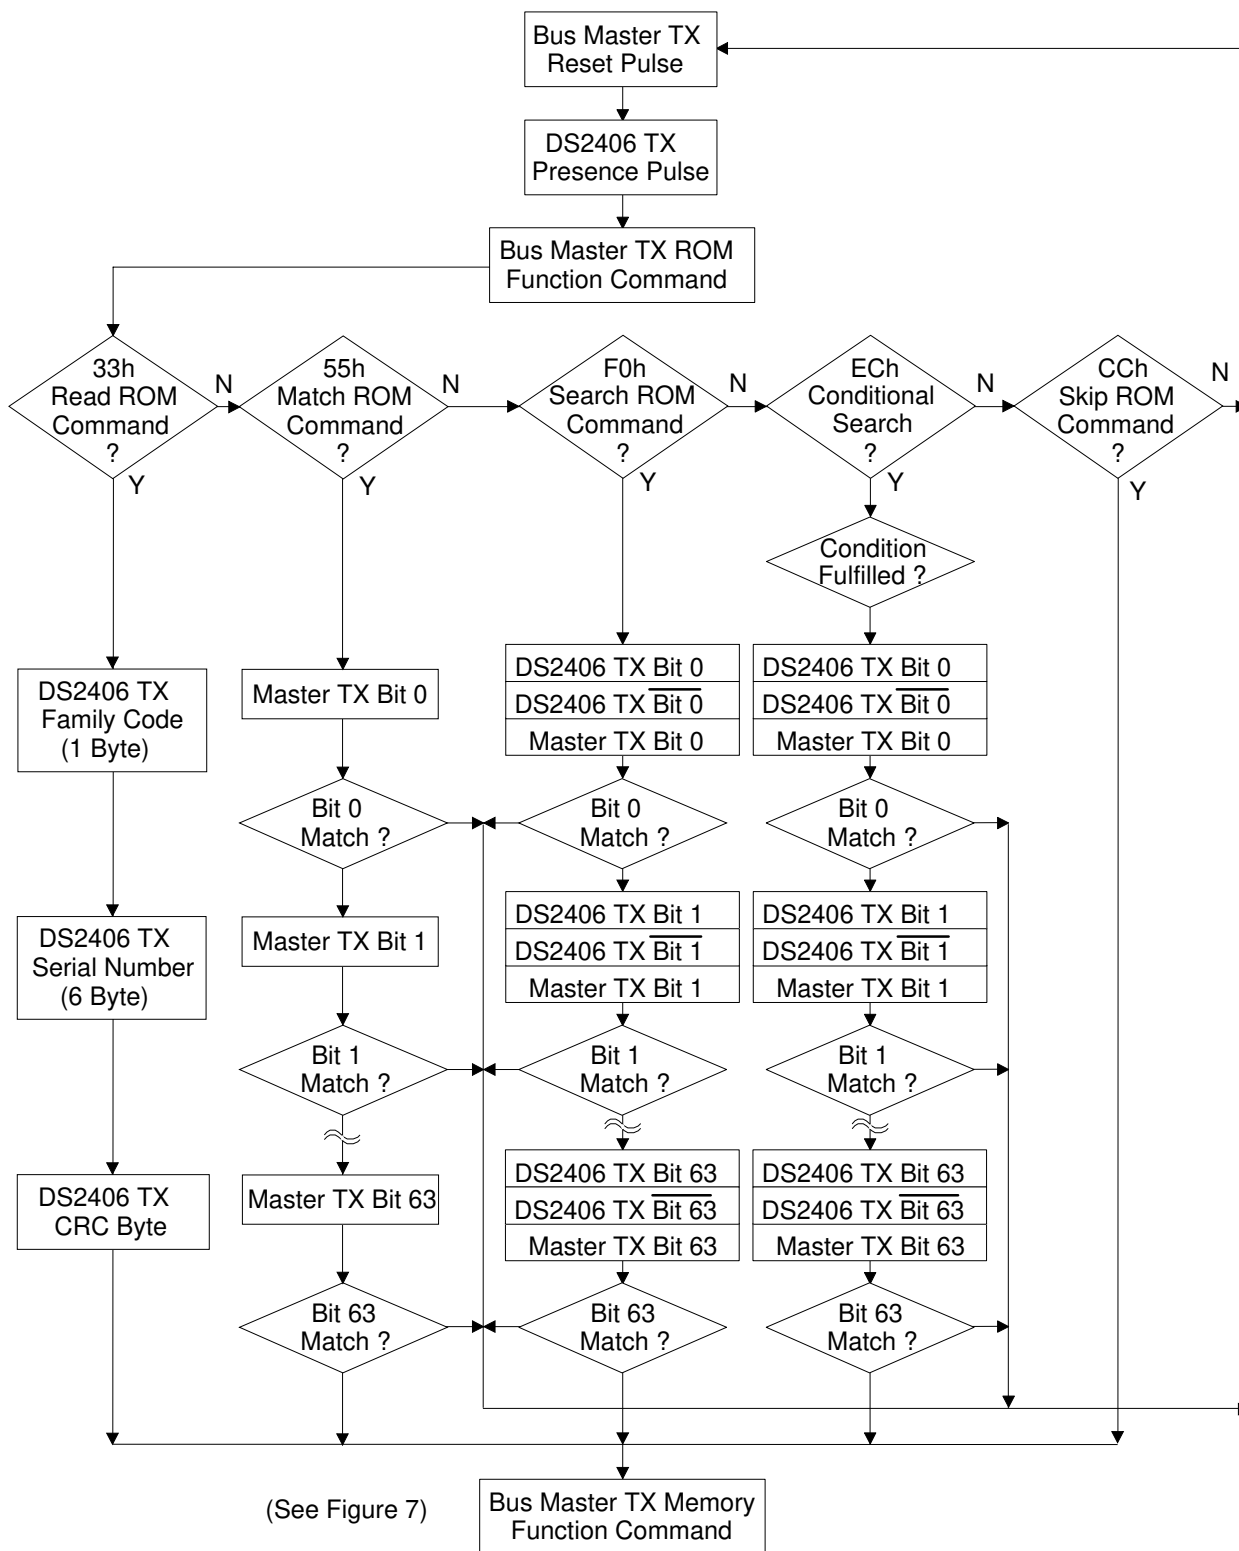 Bus Master TX
Reset Pulse
DS2406 TX
Presence Pulse
Bus Master TX ROM
Function Command
33h
Read ROM
Command
?
N
Y
55h
Match ROM
Command
?
N
Y
F0h
Search ROM
Command
?
N
Y
ECh
Conditional
Search
?
N
Y
CCh
Skip ROM
Command
?
N
Y
Condition
Fulfilled ?
DS2406 TX
Family Code
(1 Byte)
DS2406 TX
Serial Number
(6 Byte)
DS2406 TX
CRC Byte
Master TX Bit 0
Bit 0
Match ?
Master TX Bit 1
Bit 1
Match ?
Master TX Bit 63
Bit 63
Match ?
DS2406 TX Bit 0
DS2406 TX Bit 0
Master TX Bit 0
Bit 0
Match ?
DS2406 TX Bit 1
DS2406 TX Bit 1
Master TX Bit 1
Bit 1
Match ?
DS2406 TX Bit 63
DS2406 TX Bit 63
Master TX Bit 63
Bit 63
Match ?
DS2406 TX Bit 0
DS2406 TX Bit 0
Master TX Bit 0
Bit 0
Match ?
DS2406 TX Bit 1
DS2406 TX Bit 1
Master TX Bit 1
Bit 1
Match ?
DS2406 TX Bit 63
DS2406 TX Bit 63
Master TX Bit 63
Bit 63
Match ?
(See Figure 7)
Bus Master TX Memory
Function Command